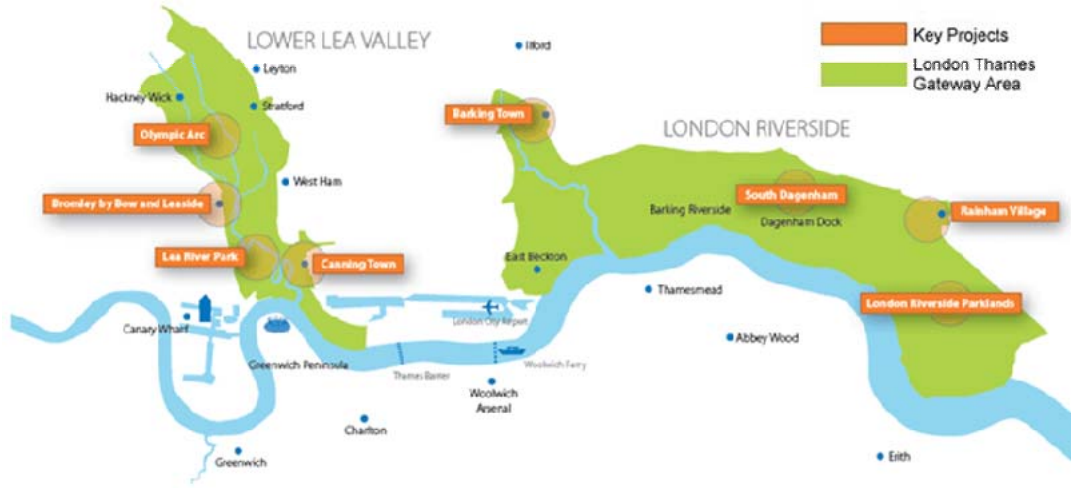 LOWER LEA VALLEY
Ilford
Key Projects
London Thames
Gateway Area
Leyton
Hackney Wick
Stratford
Barking Town
Olympic Arc
LONDON RIVERSIDE
West Ham
South Dagenham
Bromley by Bow and Leaside
Barking Riverside
Rainham Village
Dagenham Dock
Lea River Park
Canning Town
East Beckton
Thamesmead
London Riverside Parklands
London City Airport
Canary Wharf
Abbey Wood
Greenwich Peninsula
Thames Barrier
Woolwich Ferry
Woolwich
Arsenal
Charlton
Greenwich
Erith